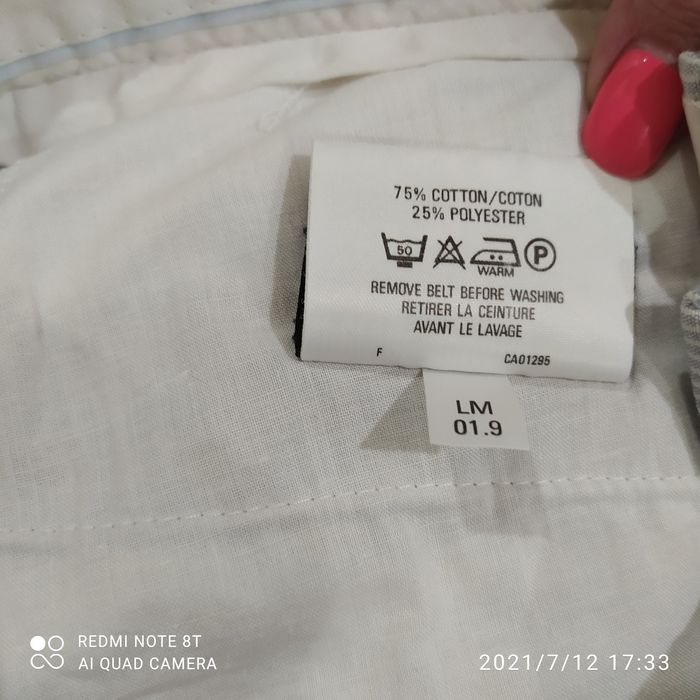 75% COTTON/COTON
25% POLYESTER
50
P
WARM
REMOVE BELT BEFORE WASHING
RETIRER LA CEINTURE
AVANT LE LAVAGE
F CA01295
LM
01.9
REDMI NOTE 8T
AI QUAD CAMERA
2021/7/12 17:33